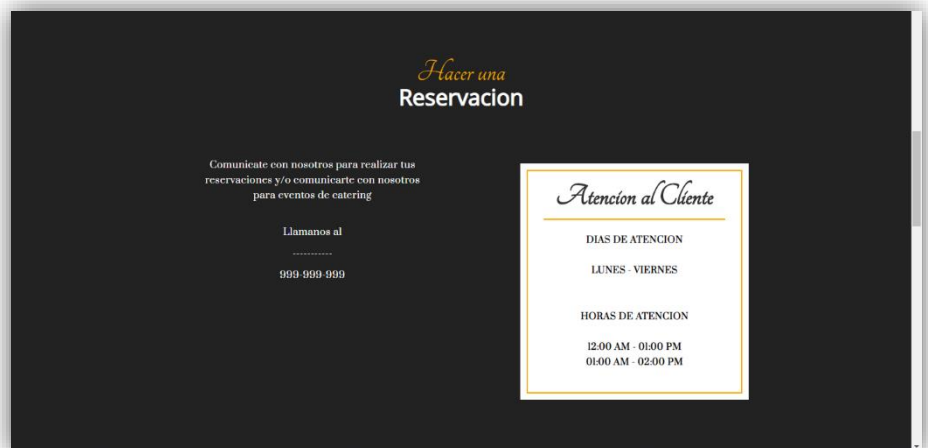 Hacer una
Reservacion
Comunicate con nosotros para realizar tus
reservaciones y/o comunicarte con nosotros
para eventos de catering
Llamanos al
-----------
999-999-999
Atencion al Cliente
DIAS DE ATENCION
LUNES - VIERNES
HORAS DE ATENCION
12:00 AM - 01:00 PM
01:00 AM - 02:00 PM